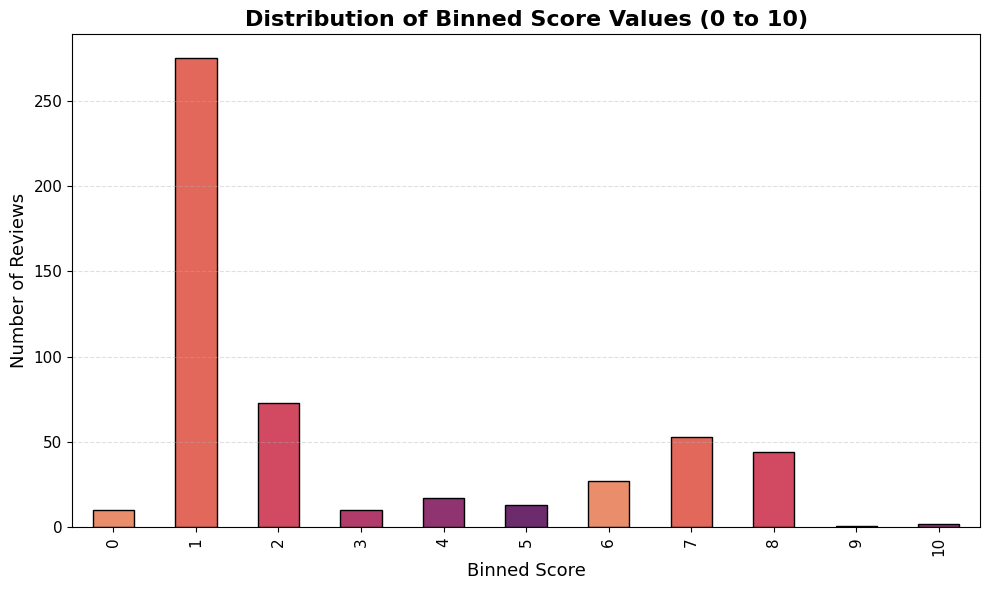 Distribution of Binned Score Values (0 to 10)
Number of Reviews
250
200
150
100
50
0
0 1 2 3 4 5 6 7 8 9 10
Binned Score